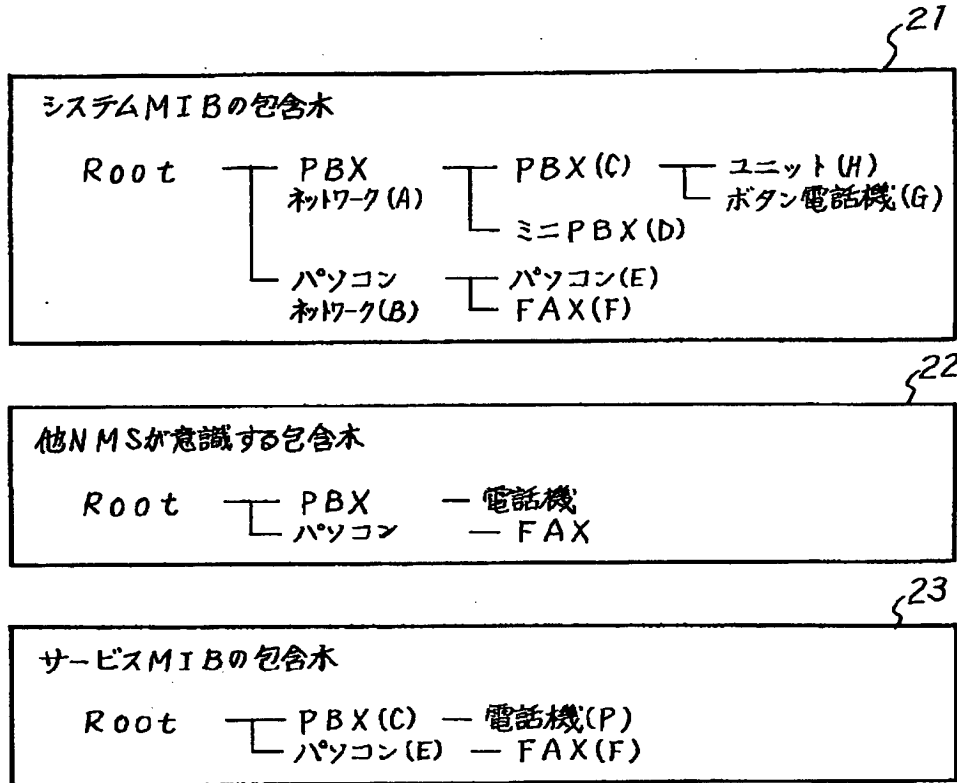 21
システムMIBの包含木
Root PBX PBX(C) ユニット(H)
ネットワーク(A) ボタン電話機(G)
ミニPBX(D)
パソコン パソコン(E)
ネットワーク(B) FAX(F)
22
他NMSが意識する包含木
Root PBX 電話機
パソコン FAX
23
サービスMIBの包含木
Root PBX(C) 電話機(P)
パソコン(E) FAX(F)